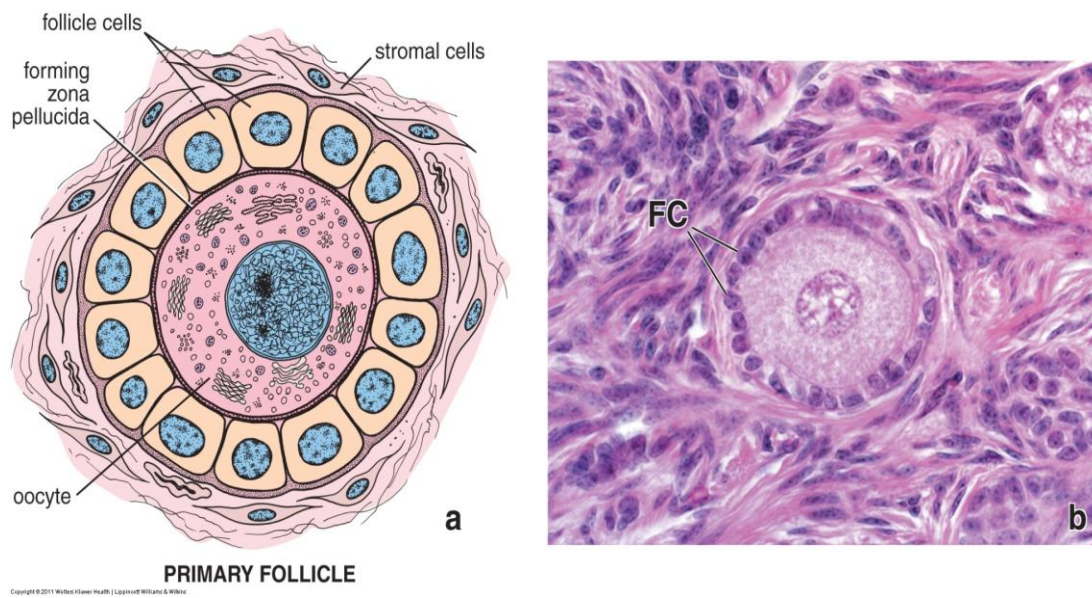 follicle cells
stromal cells
forming
zona
pellucida
oocyte
a
FC
b
PRIMARY FOLLICLE
Copyright © 2011 Wolters Kluwer Health | Lippincott Williams & Wilkins